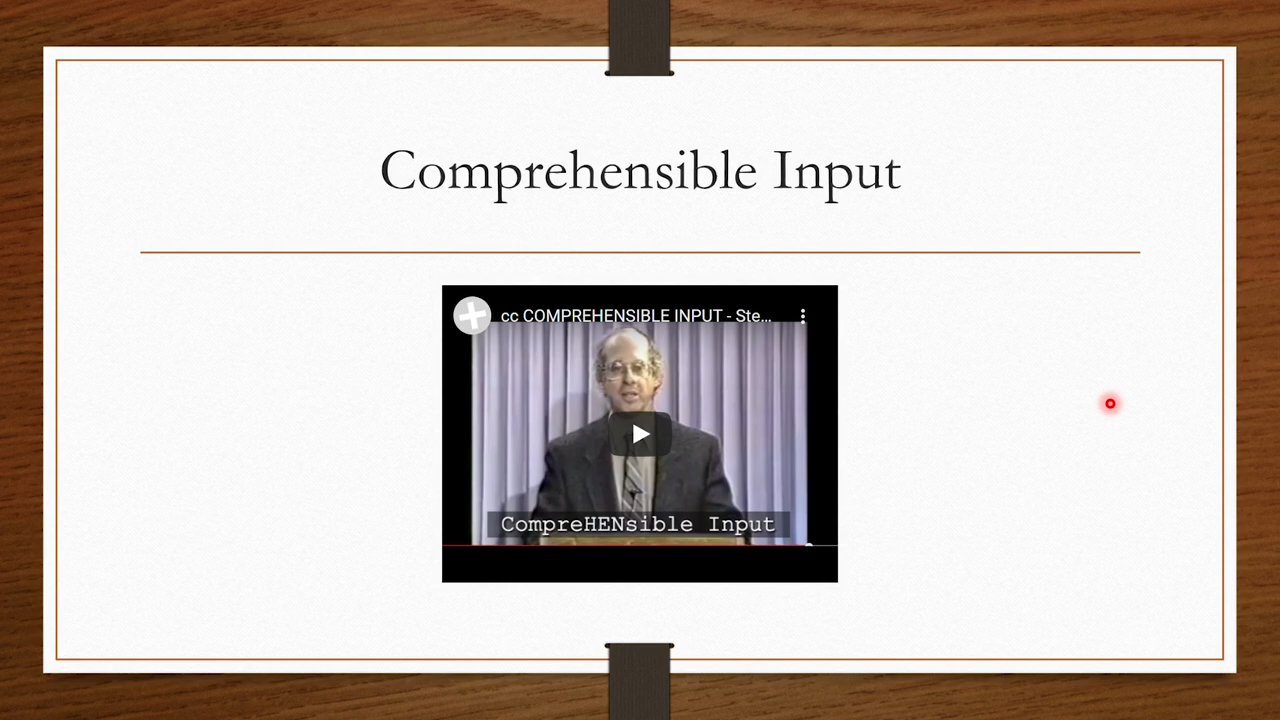 Comprehensible Input
cc COMPREHENSIBLE INPUT - Ste...
CompreHENsible Input